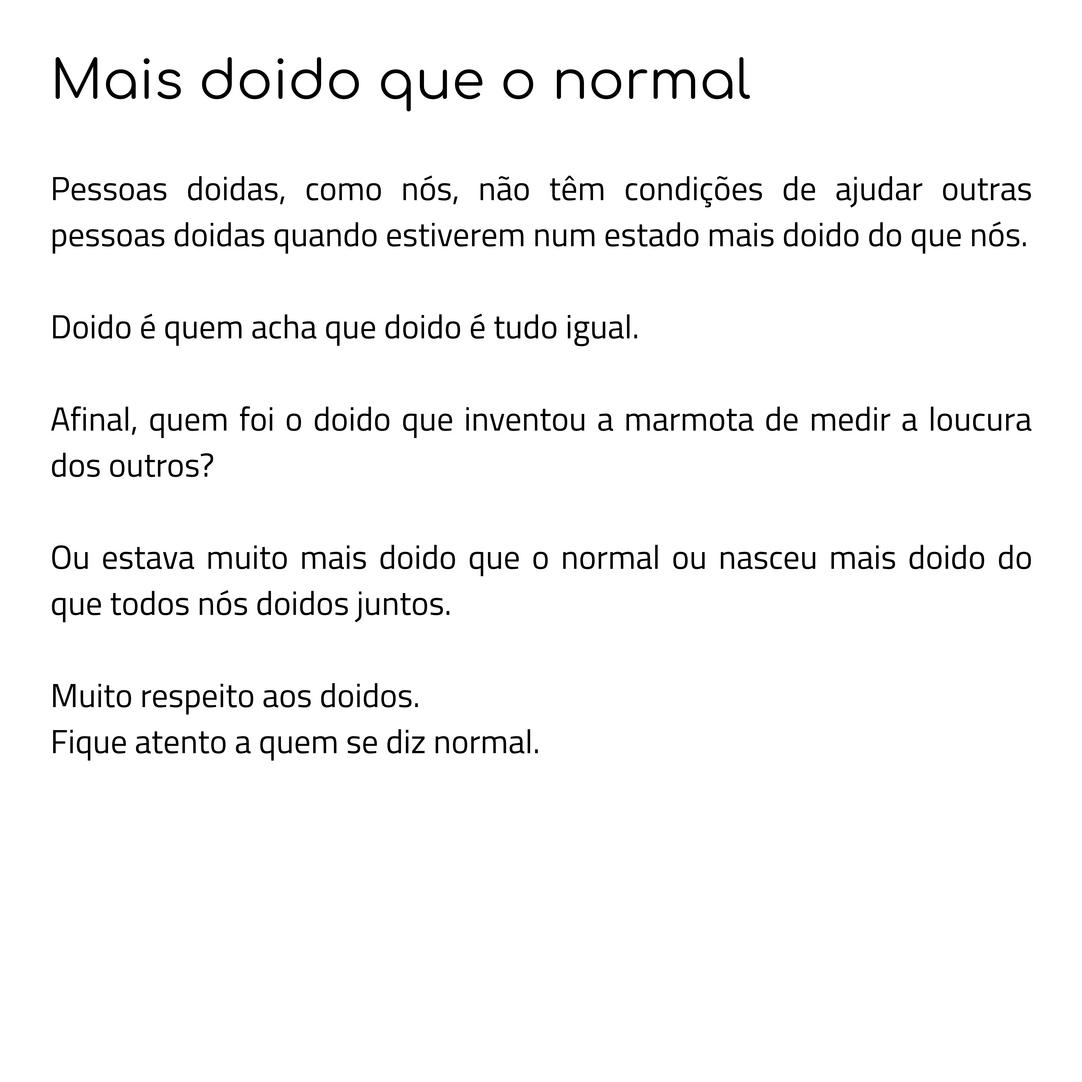 Mais doido que o normal
Pessoas doidas, como nós, não têm condições de ajudar outras
pessoas doidas quando estiverem num estado mais doido do que nós.
Doido é quem acha que doido é tudo igual.
Afinal, quem foi o doido que inventou a marmota de medir a loucura
dos outros?
Ou estava muito mais doido que o normal ou nasceu mais doido do
que todos nós doidos juntos.
Muito respeito aos doidos.
Fique atento a quem se diz normal.